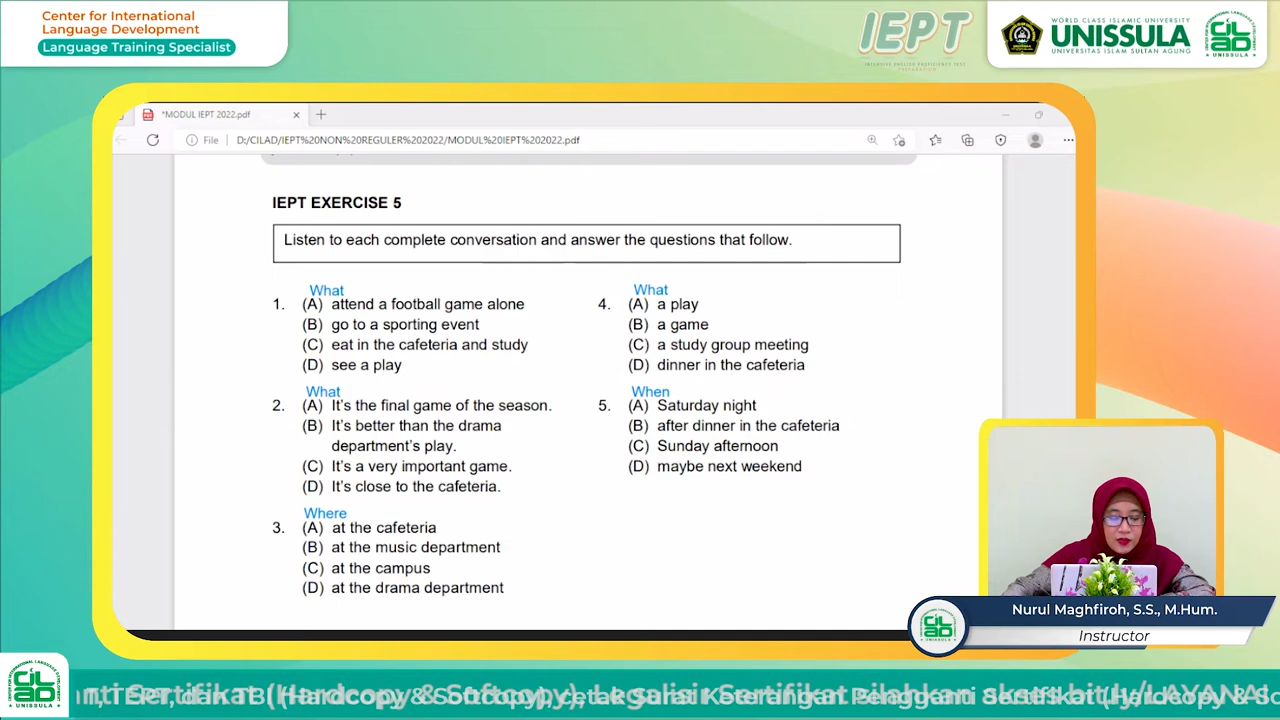 Center for International
Language Development
Language Training Specialist
IEPT
INTENSIVE ENGLISH PROFICIENCY TEST
PREPARATION
WORLD CLASS ISLAMIC UNIVERSITY
UNISSULA
UNIVERSITAS ISLAM SULTAN AGUNG
CILAD
UNISSULA
*MODUL IEPT 2022.pdf
File
D:/CILAD/IEPT%20NON%20REGULER%202022/MODUL%20IEPT%202022.pdf
IEPT EXERCISE 5
Listen to each complete conversation and answer the questions that follow.
What
1. (A) attend a football game alone
(B) go to a sporting event
(C) eat in the cafeteria and study
(D) see a play
What
2. (A) It's the final game of the season.
(B) It's better than the drama
department's play.
(C) It's a very important game.
(D) It's close to the cafeteria.
Where
3. (A) at the cafeteria
(B) at the music department
(C) at the campus
(D) at the drama department
What
4. (A) a play
(B) a game
(C) a study group meeting
(D) dinner in the cafeteria
When
5. (A) Saturday night
(B) after dinner in the cafeteria
(C) Sunday afternoon
(D) maybe next weekend
Nurul Maghfiroh, S.S., M.Hum.
Instructor